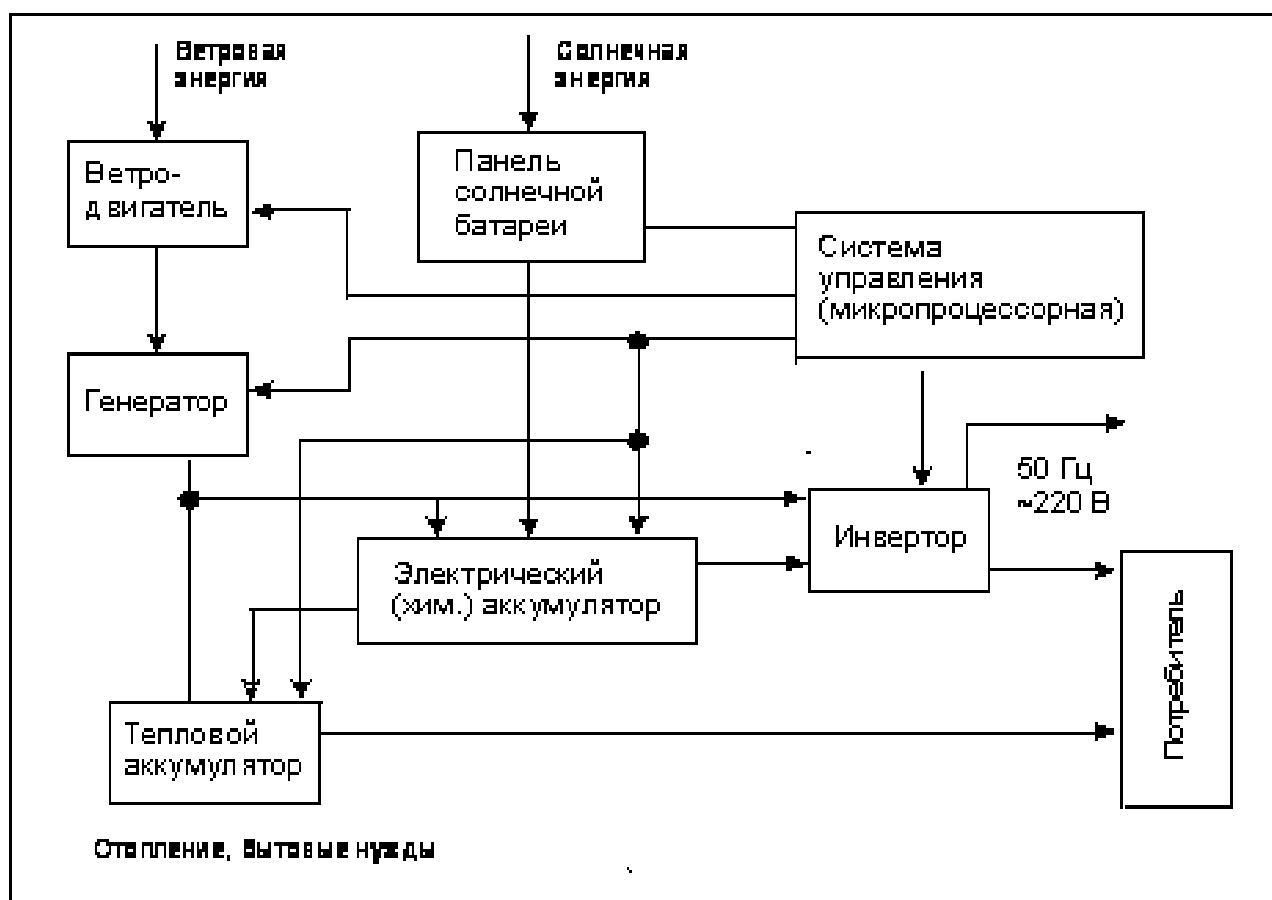 Ветровая
энергия
Солнечная
энергия
Ветро-
двигатель
Панель
солнечной
батареи
Система
управления
(микропроцессорная)
Генератор
50 Гц
~220 В
Инвертор
Электрический
(хим.) аккумулятор
Потребитель
Тепловой
аккумулятор
Отопление, бытовые нужды